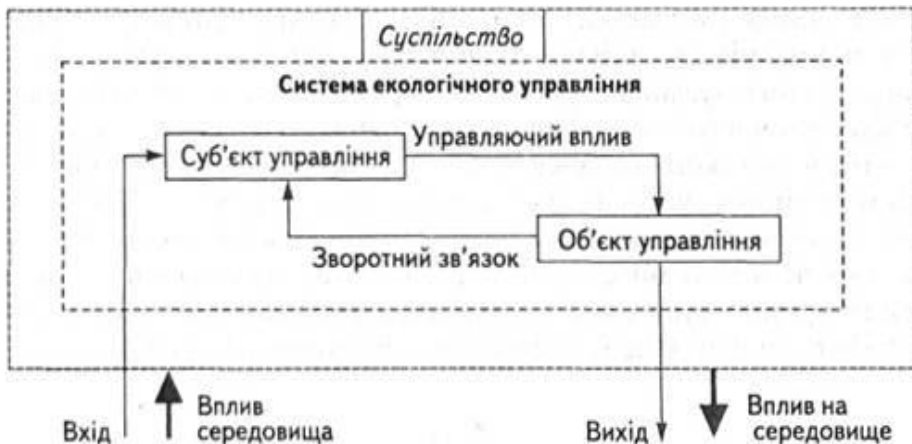 Суспільство
Система екологічного управління
Управляючий вплив
Суб'єкт управління
Об'єкт управління
Зворотний зв'язок
Вхід
Вплив
середовища
Вихід
Вплив на
середовище